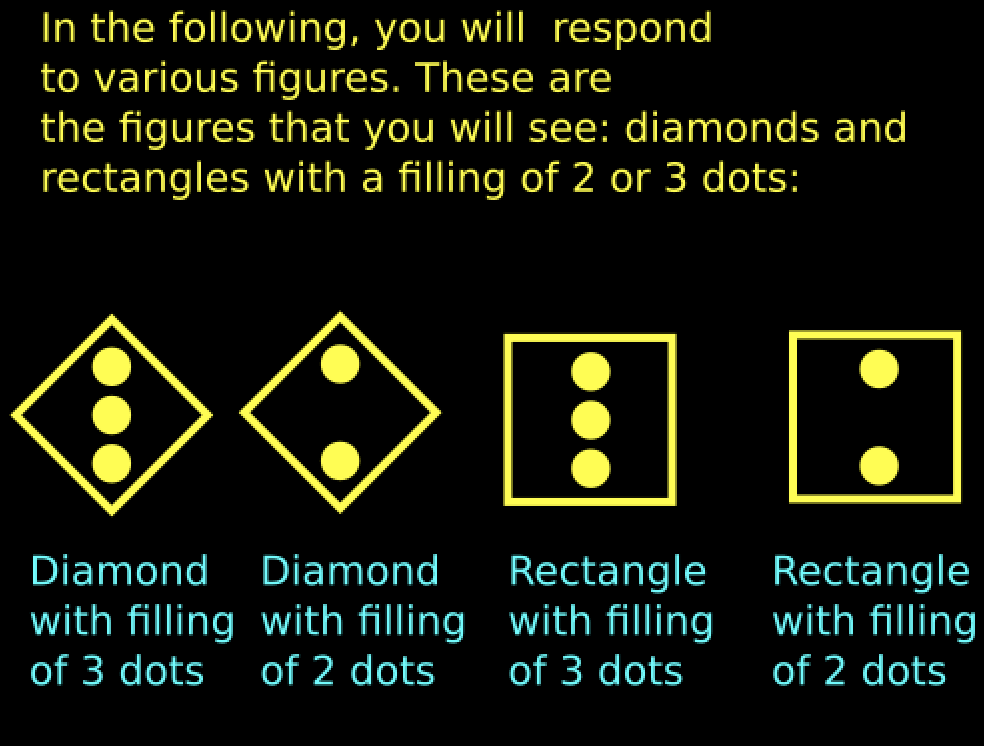 In the following, you will  respond
to various figures. These are
the figures that you will see: diamonds and
rectangles with a filling of 2 or 3 dots:
Diamond
with filling
of 3 dots
Diamond
with filling
of 2 dots
Rectangle
with filling
of 3 dots
Rectangle
with filling
of 2 dots